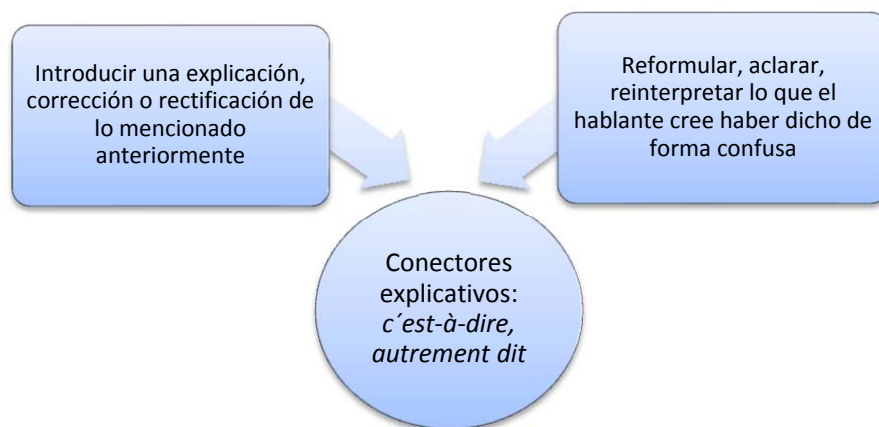 Introducir una explicación,
corrección o rectificación de
lo mencionado
anteriormente
Reformular, aclarar,
reinterpretar lo que el
hablante cree haber dicho de
forma confusa
Conectores
explicativos:
c´est-à-dire,
autrement dit